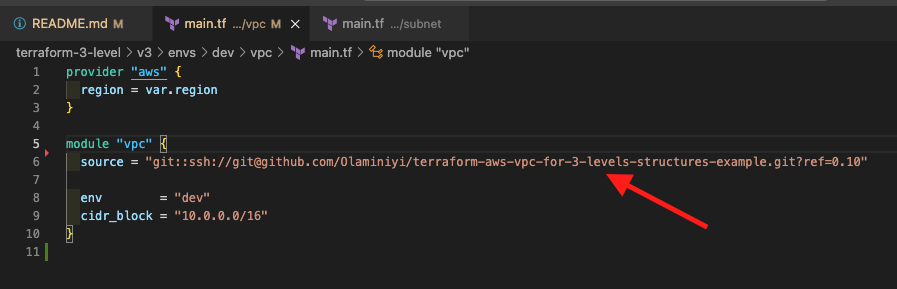 README.md M main.tf .../vpc M main.tf .../subnet
terraform-3-level > v3 > envs > dev > vpc > main.tf > module "vpc"
1 provider "aws" {
2 region = var.region
3 }
4
5 module "vpc" {
6 source = "git::ssh://git@github.com/Olaminiyi/terraform-aws-vpc-for-3-levels-structures-example.git?ref=0.10"
7
8 env = "dev"
9 cidr_block = "10.0.0.0/16"
10 }
11